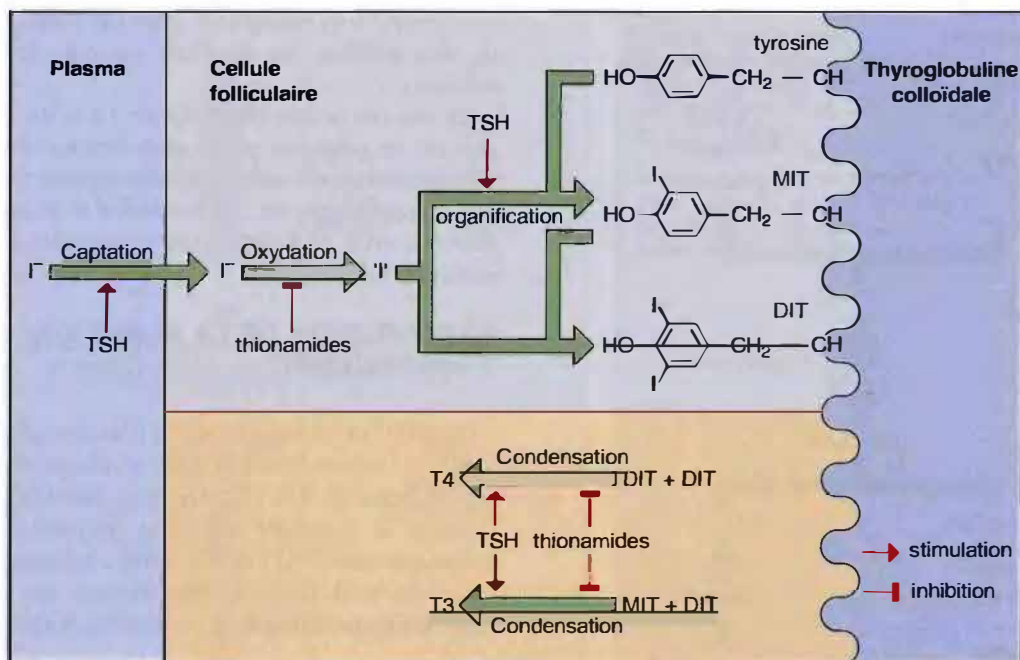 Plasma
Cellule
folliculaire
tyrosine
HO
CH2 — CH
Thyroglobuline
colloïdale
TSH
MIT
I
HO
CH2 — CH
organification
Captation
I⁻
TSH
Oxydation
I⁻
"I"
thionamides
DIT
I
HO
CH2 — CH
I
Condensation
T4
DIT + DIT
TSH
thionamides
T3
MIT + DIT
Condensation
stimulation
inhibition